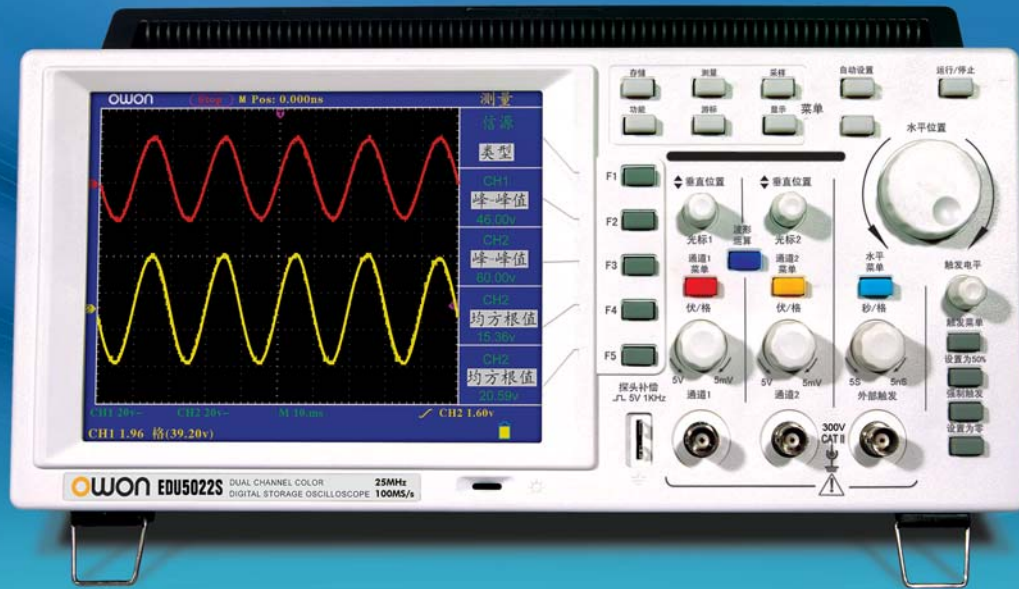 OWON Stop M Pos: 0.000ns 测量
信源
类型
CH1
峰-峰值
46.00v
CH2
峰-峰值
60.00v
CH2
均方根值
15.36v
CH2
均方根值
20.59v
CH1 20v~ CH2 20v~ M 10.ms CH2 1.60v
CH1 1.96 格(39.20v)
OWON EDU5022S DUAL CHANNEL COLOR 25MHz
DIGITAL STORAGE OSCILLOSCOPE 100MS/s
存储 测量 采样 自动设置 运行/停止
功能 游标 显示 菜单
水平位置
F1
F2
F3
F4
F5
垂直位置 垂直位置
光标1 波形运算 光标2
通道1菜单 通道2菜单 水平菜单
伏/格 伏/格 秒/格
5V 5mV 5V 5mV 5S 5nS
触发电平
触发菜单
设置为50%
强制触发
设置为零
探头补偿
5V 1KHz
通道1 通道2 外部触发
300V
CAT II